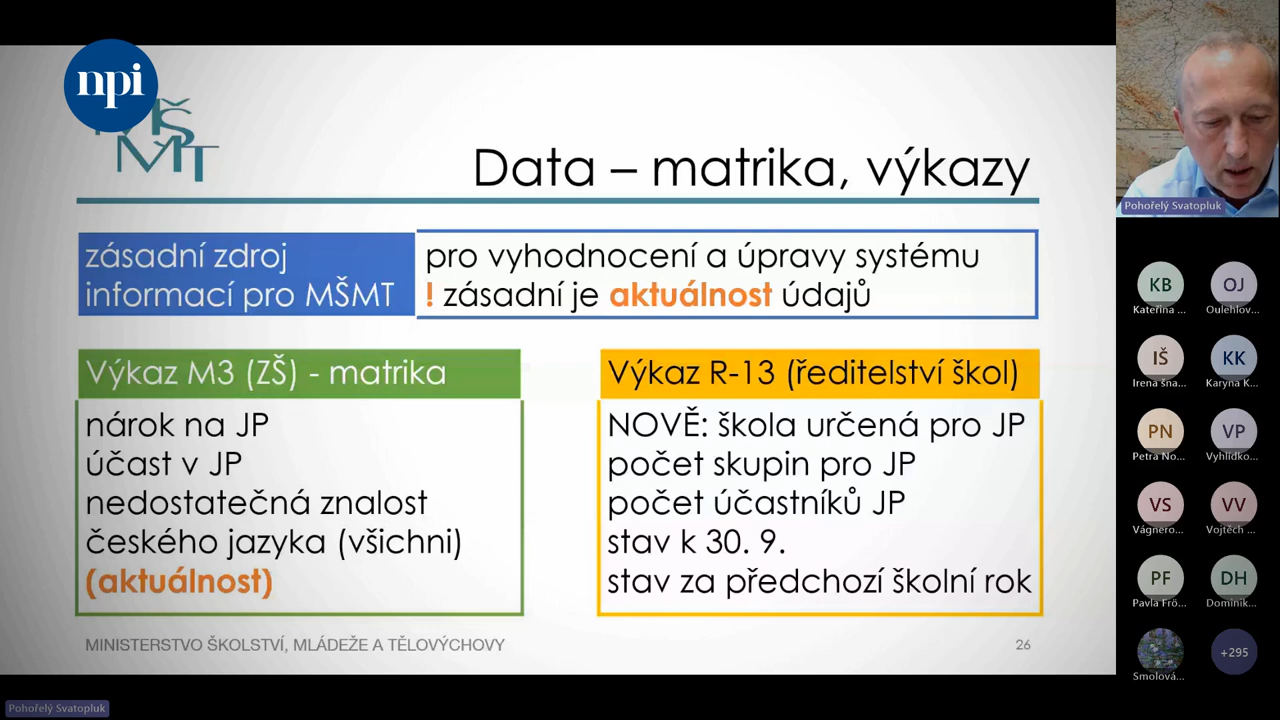 npi
MŠMT
Data – matrika, výkazy
zásadní zdroj
informací pro MŠMT
pro vyhodnocení a úpravy systému
! zásadní je aktuálnost údajů
Výkaz M3 (ZŠ) - matrika
nárok na JP
účast v JP
nedostatečná znalost
českého jazyka (všichni)
(aktuálnost)
Výkaz R-13 (ředitelství škol)
NOVĚ: škola určená pro JP
počet skupin pro JP
počet účastníků JP
stav k 30. 9.
stav za předchozí školní rok
MINISTERSTVO ŠKOLSTVÍ, MLÁDEŽE A TĚLOVÝCHOVY
26
Pohořelý Svatopluk
KB
Kateřina ...
OJ
Oulehlov...
IŠ
Irena šna...
KK
Karyna K...
PN
Petra No...
VP
Vyhlídko...
VS
Vágnero...
VV
Vojtěch ...
PF
Pavla Frö...
DH
Dominik...
Smolová...
+295
Pohořelý Svatopluk